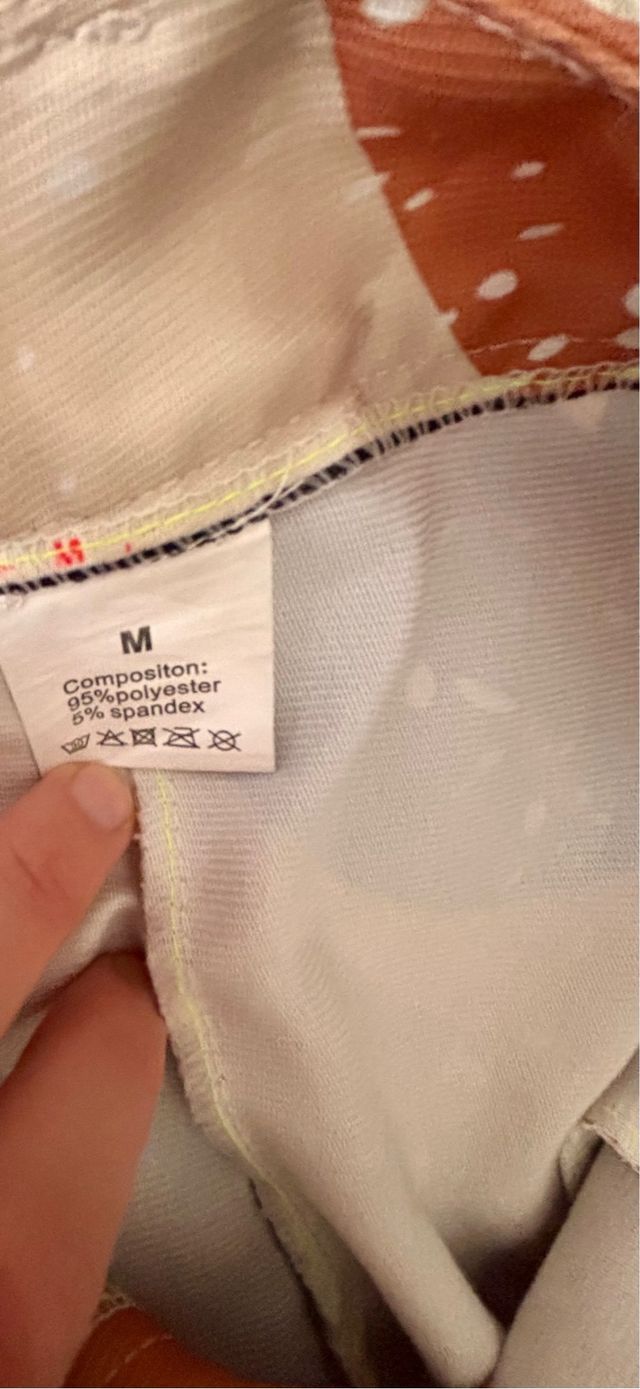 M
M
Compositon:
95%polyester
5% spandex